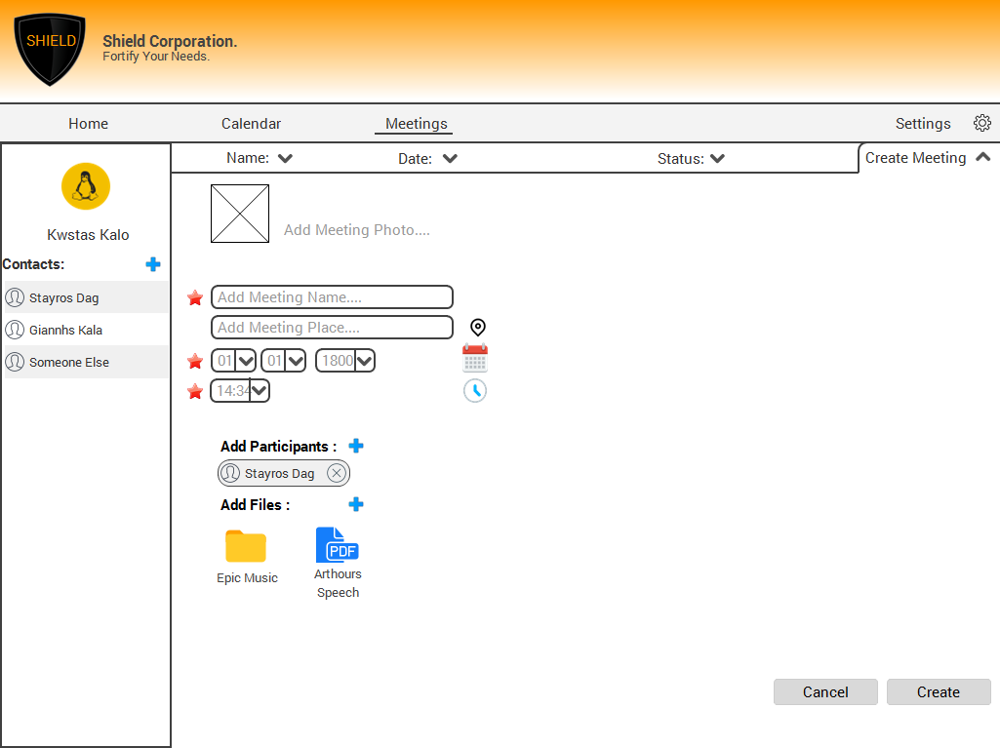 SHIELD
Shield Corporation.
Fortify Your Needs.
Home Calendar Meetings Settings
Name: Date: Status: Create Meeting
Kwstas Kalo
Contacts:
Stayros Dag
Giannhs Kala
Someone Else
Add Meeting Photo....
Add Meeting Name....
Add Meeting Place....
01 01 1800
14:34
Add Participants :
Stayros Dag
Add Files :
Epic Music
PDF
Arthours
Speech
Cancel Create